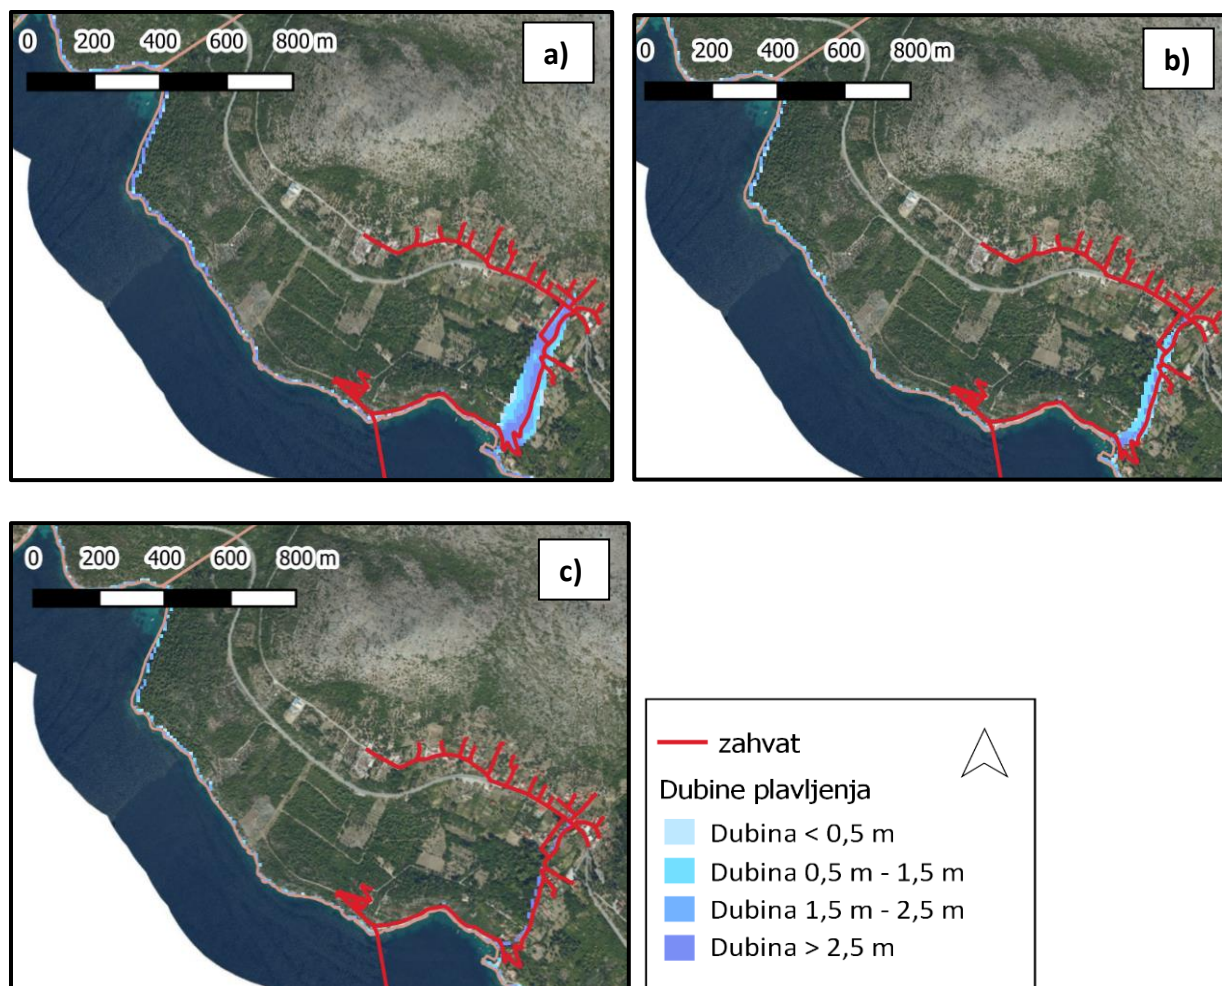 0 200 400 600 800 m
a)
0 200 400 600 800 m
b)
0 200 400 600 800 m
c)
zahvat
Dubine plavljenja
Dubina < 0,5 m
Dubina 0,5 m - 1,5 m
Dubina 1,5 m - 2,5 m
Dubina > 2,5 m